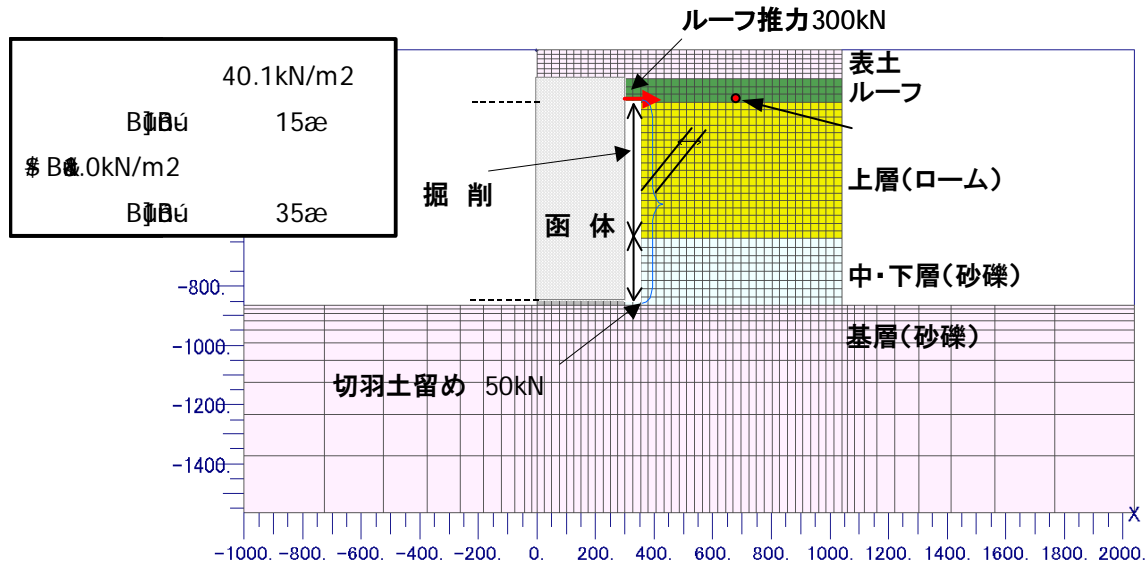 ルーフ推力300kN
40.1kN/m2
15æ
.0kN/m2
35æ
表土
ルーフ
上層(ローム)
掘 削
函 体
中・下層(砂礫)
基層(砂礫)
切羽土留め 50kN
-800.
-1000.
-1200.
-1400.
X
-1000. -800. -600. -400. -200. 0. 200. 400. 600. 800. 1000. 1200. 1400. 1600. 1800. 2000.